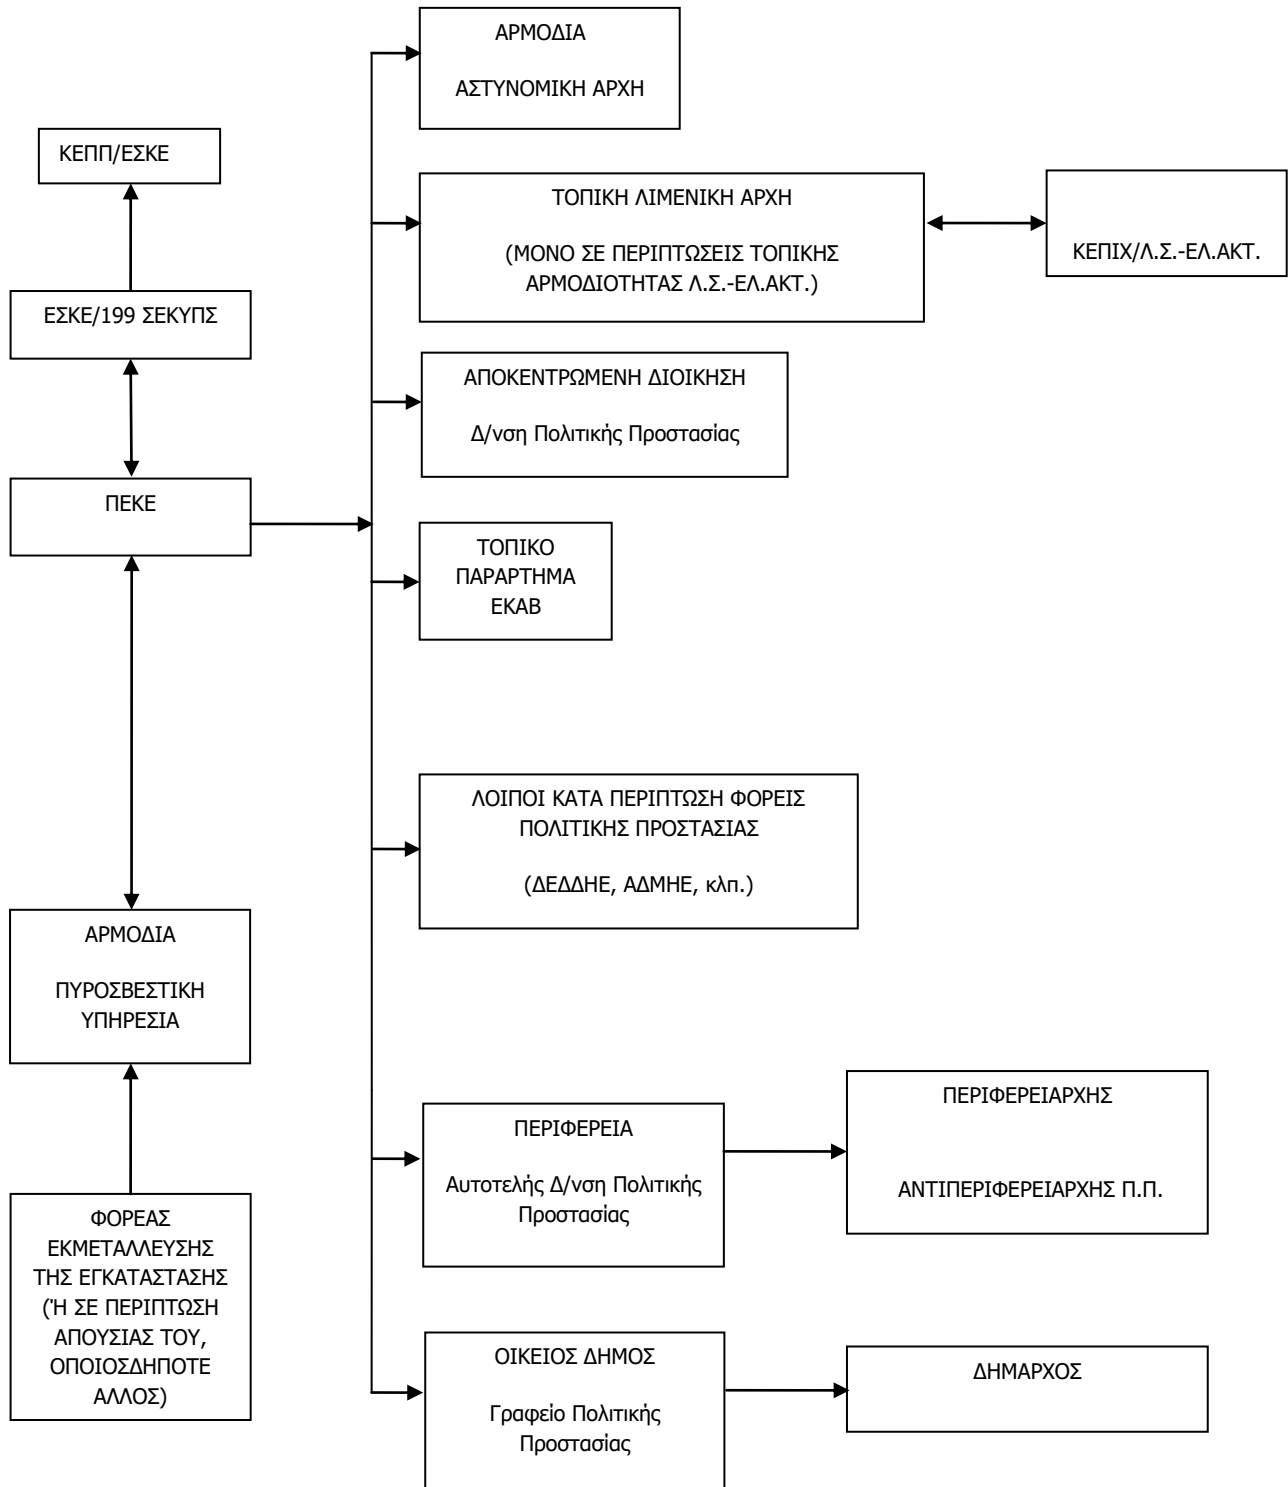 ΑΡΜΟΔΙΑ
ΑΣΤΥΝΟΜΙΚΗ ΑΡΧΗ
ΚΕΠΠ/ΕΣΚΕ
ΤΟΠΙΚΗ ΛΙΜΕΝΙΚΗ ΑΡΧΗ
(ΜΟΝΟ ΣΕ ΠΕΡΙΠΤΩΣΕΙΣ ΤΟΠΙΚΗΣ
ΑΡΜΟΔΙΟΤΗΤΑΣ Λ.Σ.-ΕΛ.ΑΚΤ.)
ΚΕΠΙΧ/Λ.Σ.-ΕΛ.ΑΚΤ.
ΕΣΚΕ/199 ΣΕΚΥΠΣ
ΑΠΟΚΕΝΤΡΩΜΕΝΗ ΔΙΟΙΚΗΣΗ
Δ/νση Πολιτικής Προστασίας
ΠΕΚΕ
ΤΟΠΙΚΟ
ΠΑΡΑΡΤΗΜΑ
ΕΚΑΒ
ΛΟΙΠΟΙ ΚΑΤΑ ΠΕΡΙΠΤΩΣΗ ΦΟΡΕΙΣ
ΠΟΛΙΤΙΚΗΣ ΠΡΟΣΤΑΣΙΑΣ
(ΔΕΔΔΗΕ, ΑΔΜΗΕ, κλπ.)
ΑΡΜΟΔΙΑ
ΠΥΡΟΣΒΕΣΤΙΚΗ
ΥΠΗΡΕΣΙΑ
ΠΕΡΙΦΕΡΕΙΑ
Αυτοτελής Δ/νση Πολιτικής
Προστασίας
ΠΕΡΙΦΕΡΕΙΑΡΧΗΣ
ΑΝΤΙΠΕΡΙΦΕΡΕΙΑΡΧΗΣ Π.Π.
ΦΟΡΕΑΣ
ΕΚΜΕΤΑΛΛΕΥΣΗΣ
ΤΗΣ ΕΓΚΑΤΑΣΤΑΣΗΣ
(Ή ΣΕ ΠΕΡΙΠΤΩΣΗ
ΑΠΟΥΣΙΑΣ ΤΟΥ,
ΟΠΟΙΟΣΔΗΠΟΤΕ
ΑΛΛΟΣ)
ΟΙΚΕΙΟΣ ΔΗΜΟΣ
Γραφείο Πολιτικής
Προστασίας
ΔΗΜΑΡΧΟΣ